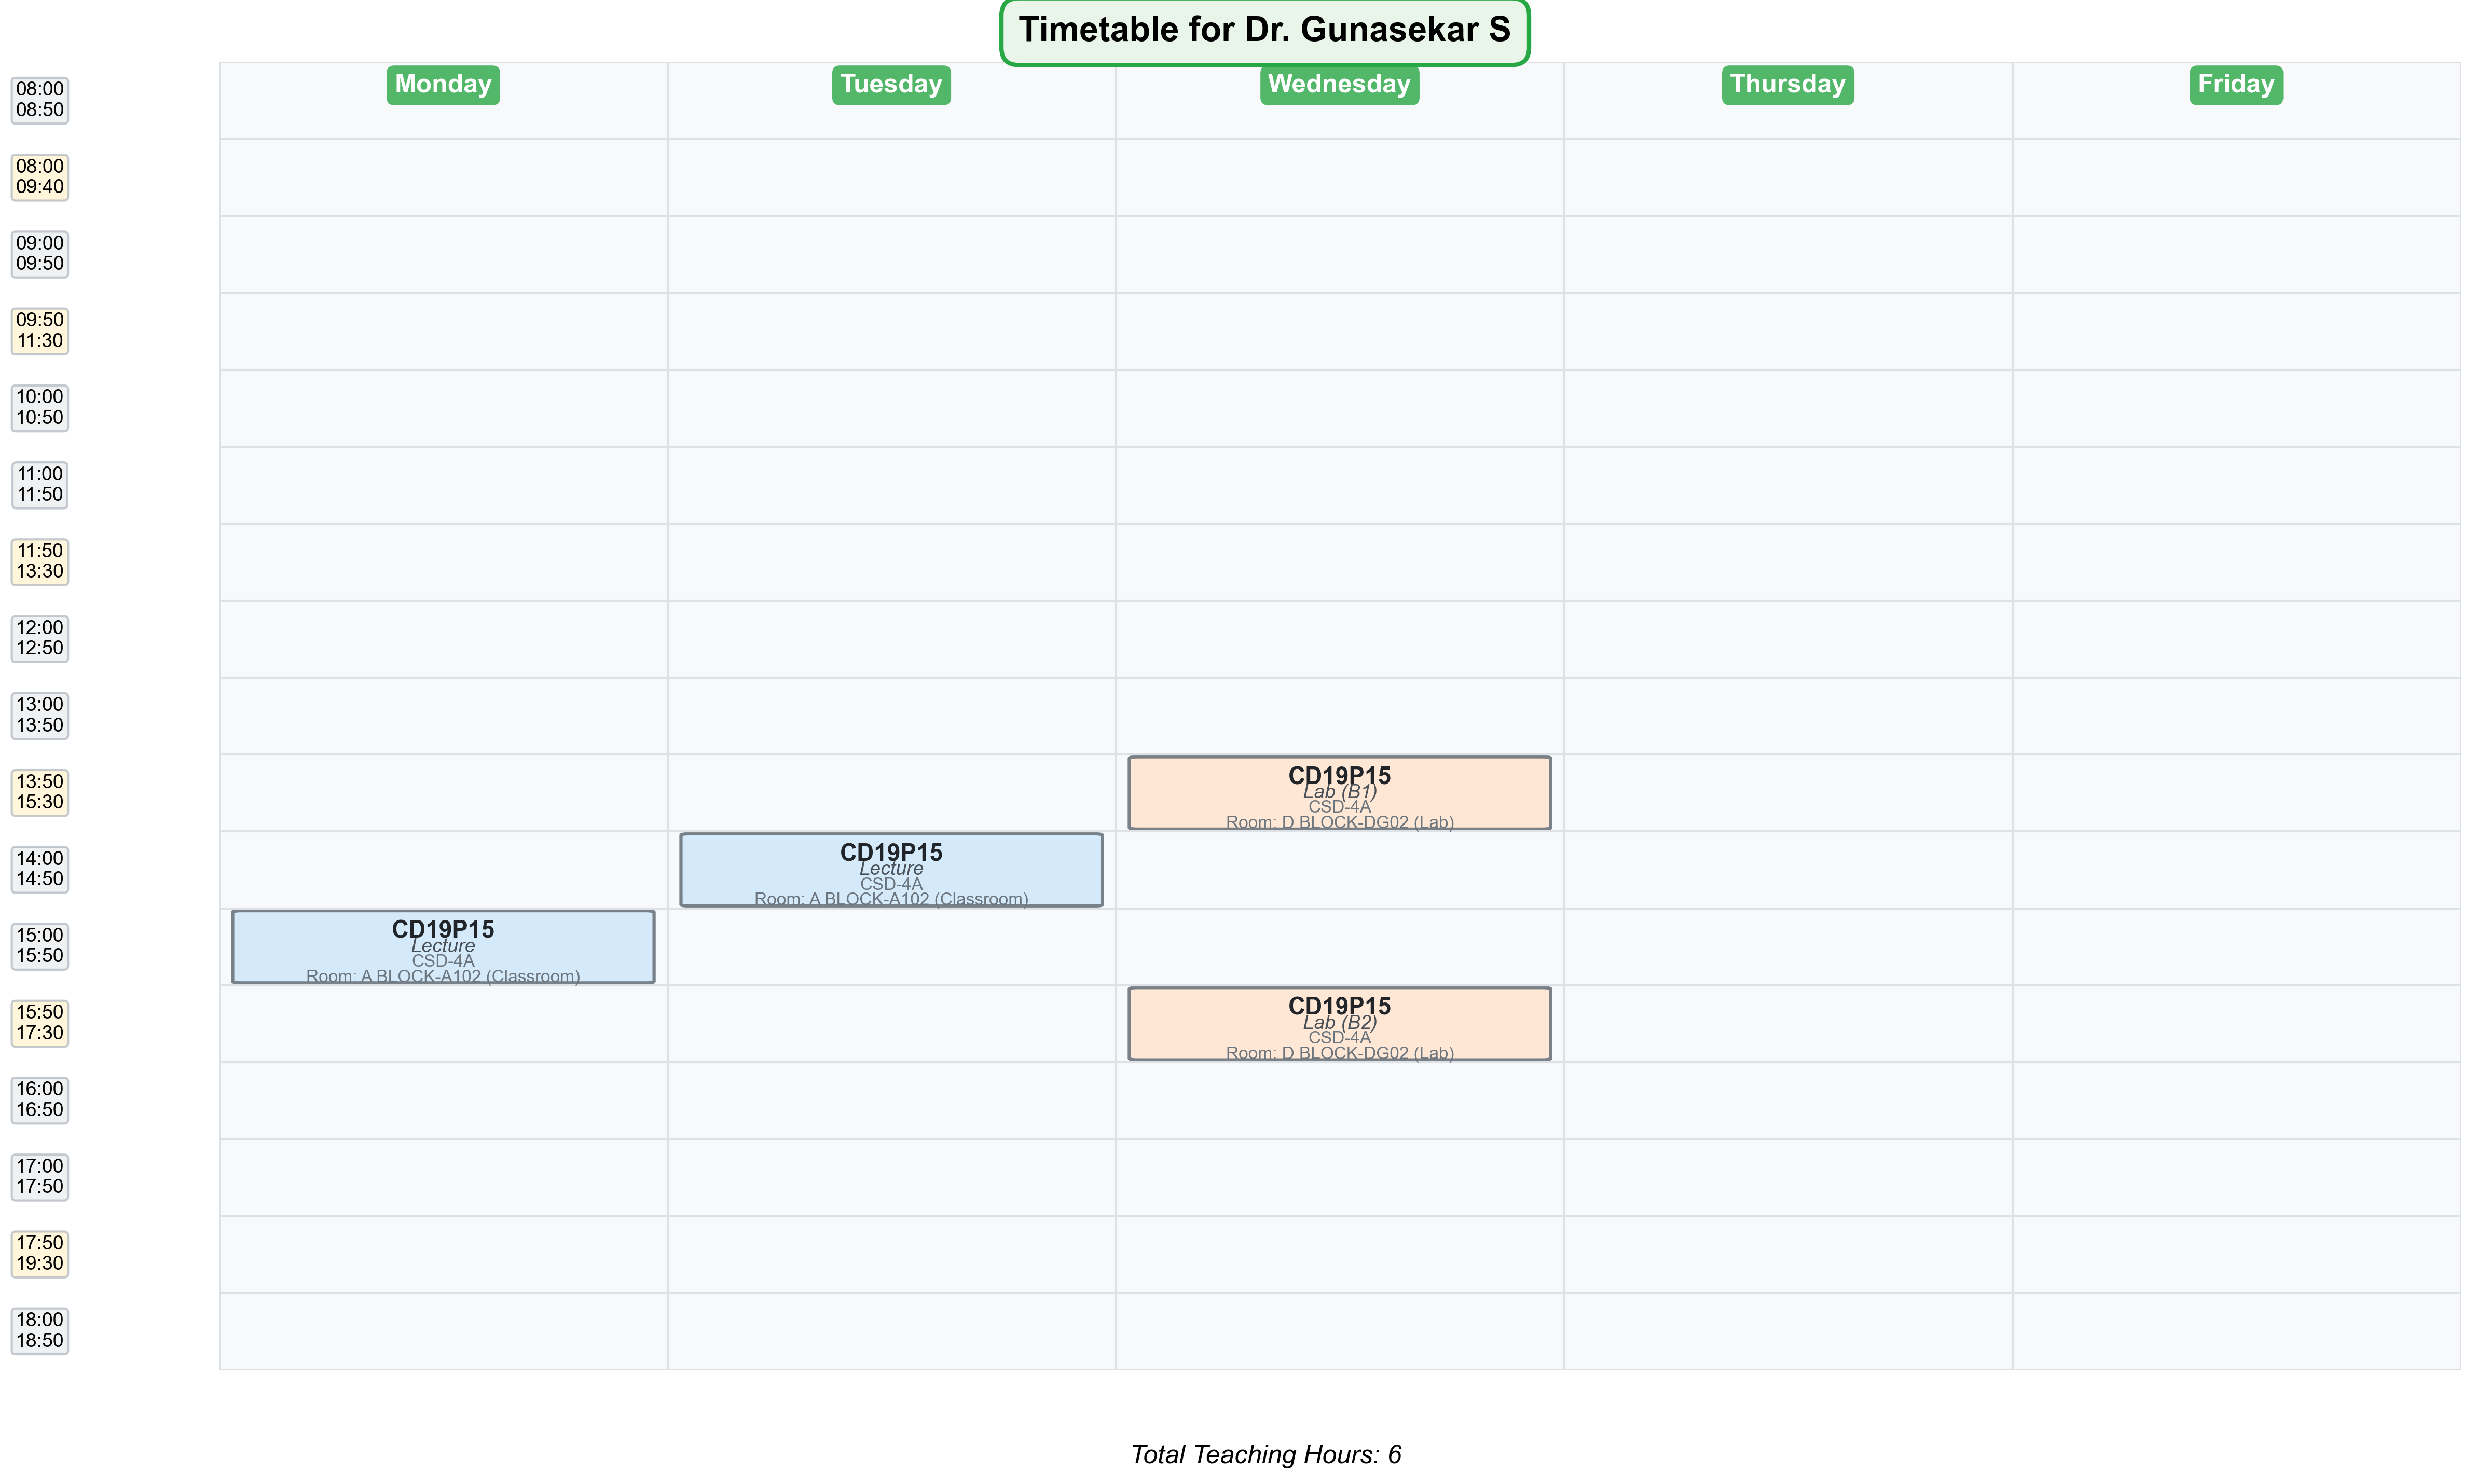 Timetable for Dr. Gunasekar S
Monday
Tuesday
Wednesday
Thursday
Friday
08:00
08:50
08:00
09:40
09:00
09:50
09:50
11:30
10:00
10:50
11:00
11:50
11:50
13:30
12:00
12:50
13:00
13:50
13:50
15:30
CD19P15
Lab (B1)
CSD-4A
Room: D BLOCK-DG02 (Lab)
14:00
14:50
CD19P15
Lecture
CSD-4A
Room: A BLOCK-A102 (Classroom)
15:00
15:50
CD19P15
Lecture
CSD-4A
Room: A BLOCK-A102 (Classroom)
15:50
17:30
CD19P15
Lab (B2)
CSD-4A
Room: D BLOCK-DG02 (Lab)
16:00
16:50
17:00
17:50
17:50
19:30
18:00
18:50
Total Teaching Hours: 6